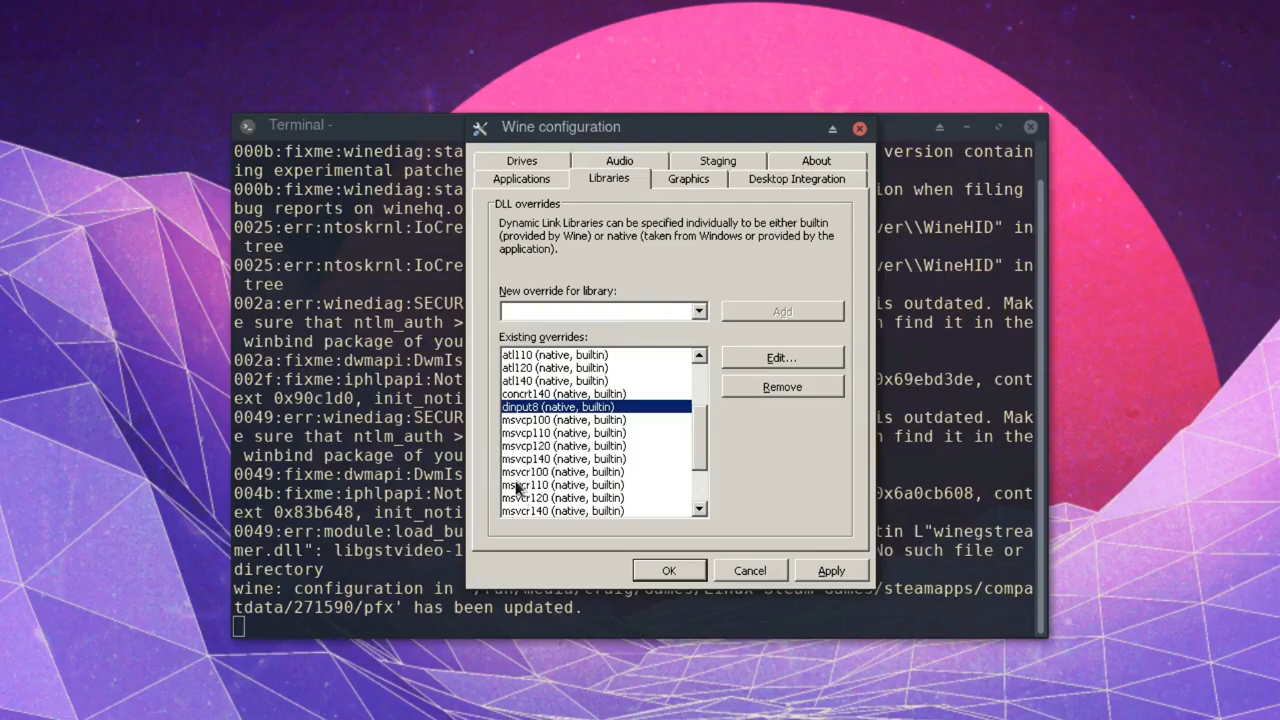 Terminal -
000b:fixme:winediag:sta
version contain
ing experimental patche
000b:fixme:winediag:sta
ion when filing
bug reports on winehq.o
0025:err:ntoskrnl:IoCre
ver\\WineHID" in
tree
0025:err:ntoskrnl:IoCre
ver\\WineHID" in
tree
002a:err:winediag:SECUR
is outdated. Mak
e sure that ntlm_auth >
n find it in the
winbind package of you
002a:fixme:dwmapi:DwmIs
002f:fixme:iphlpapi:Not
0x69ebd3de, cont
ext 0x90c1d0, init_noti
0049:err:winediag:SECUR
is outdated. Mak
e sure that ntlm_auth >
n find it in the
winbind package of you
0049:fixme:dwmapi:DwmIs
004b:fixme:iphlpapi:Not
0x6a0cb608, cont
ext 0x83b648, init_noti
0049:err:module:load_bu
tin L"winegstrea
mer.dll": libgstvideo-1
No such file or
directory
wine: configuration in
/steamapps/compa
tdata/271590/pfx' has been updated.
Wine configuration
Drives
Audio
Staging
About
Applications
Libraries
Graphics
Desktop Integration
DLL overrides
Dynamic Link Libraries can be specified individually to be either builtin
(provided by Wine) or native (taken from Windows or provided by the
application).
New override for library:
Add
Existing overrides:
atl110 (native, builtin)
atl120 (native, builtin)
atl140 (native, builtin)
concrt140 (native, builtin)
dinput8 (native, builtin)
msvcp100 (native, builtin)
msvcp110 (native, builtin)
msvcp120 (native, builtin)
msvcp140 (native, builtin)
msvcr100 (native, builtin)
msvcr110 (native, builtin)
msvcr120 (native, builtin)
msvcr140 (native, builtin)
Edit...
Remove
OK
Cancel
Apply